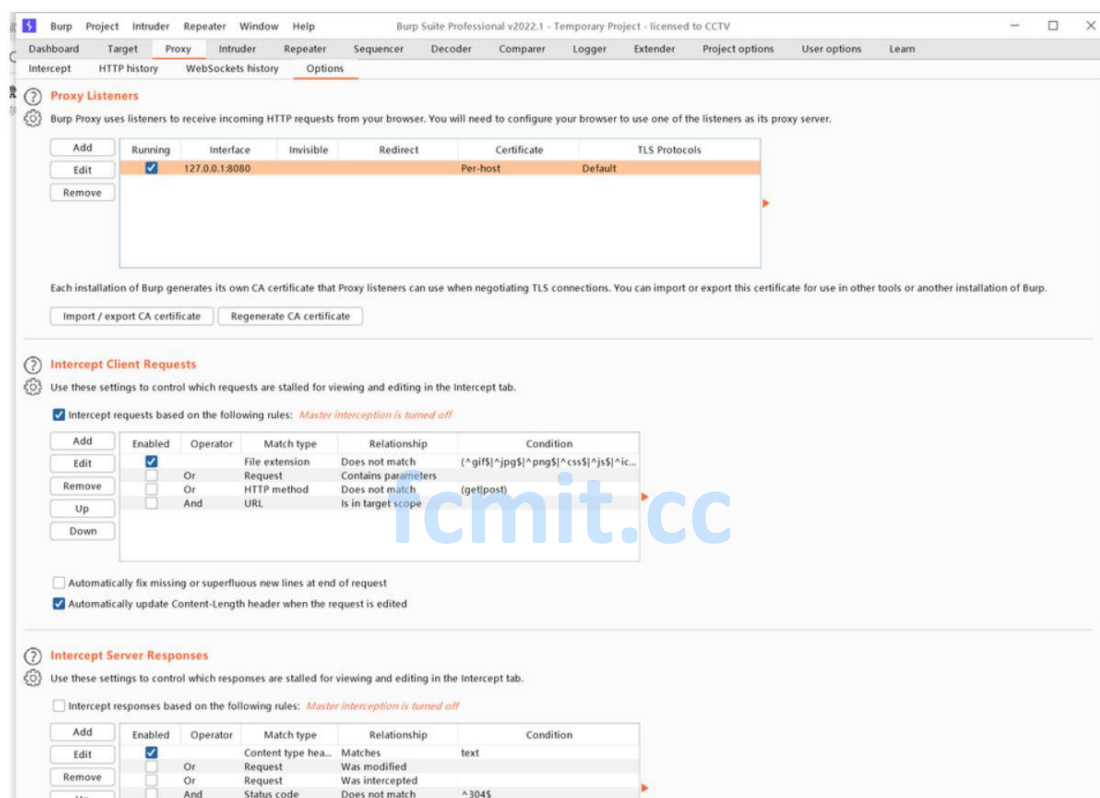 Burp Project Intruder Repeater Window Help Burp Suite Professional v2022.1 - Temporary Project - licensed to CCTV
Dashboard Target Proxy Intruder Repeater Sequencer Decoder Comparer Logger Extender Project options User options Learn
Intercept HTTP history WebSockets history Options
Proxy Listeners
Burp Proxy uses listeners to receive incoming HTTP requests from your browser. You will need to configure your browser to use one of the listeners as its proxy server.
Add Running Interface Invisible Redirect Certificate TLS Protocols
Edit 127.0.0.1:8080 Per-host Default
Remove
Each installation of Burp generates its own CA certificate that Proxy listeners can use when negotiating TLS connections. You can import or export this certificate for use in other tools or another installation of Burp.
Import / export CA certificate Regenerate CA certificate
Intercept Client Requests
Use these settings to control which requests are stalled for viewing and editing in the Intercept tab.
Intercept requests based on the following rules: Master interception is turned off
Add Enabled Operator Match type Relationship Condition
Edit File extension Does not match (^gif$|^jpg$|^png$|^css$|^js$|^ic...
Or Request Contains parameters
Remove Or HTTP method Does not match (get|post)
Up And URL Is in target scope
Down
fcmit.cc
Automatically fix missing or superfluous new lines at end of request
Automatically update Content-Length header when the request is edited
Intercept Server Responses
Use these settings to control which responses are stalled for viewing and editing in the Intercept tab.
Intercept responses based on the following rules: Master interception is turned off
Add Enabled Operator Match type Relationship Condition
Edit Content type hea... Matches text
Or Request Was modified
Remove Or Request Was intercepted
And Status code Does not match ^304$